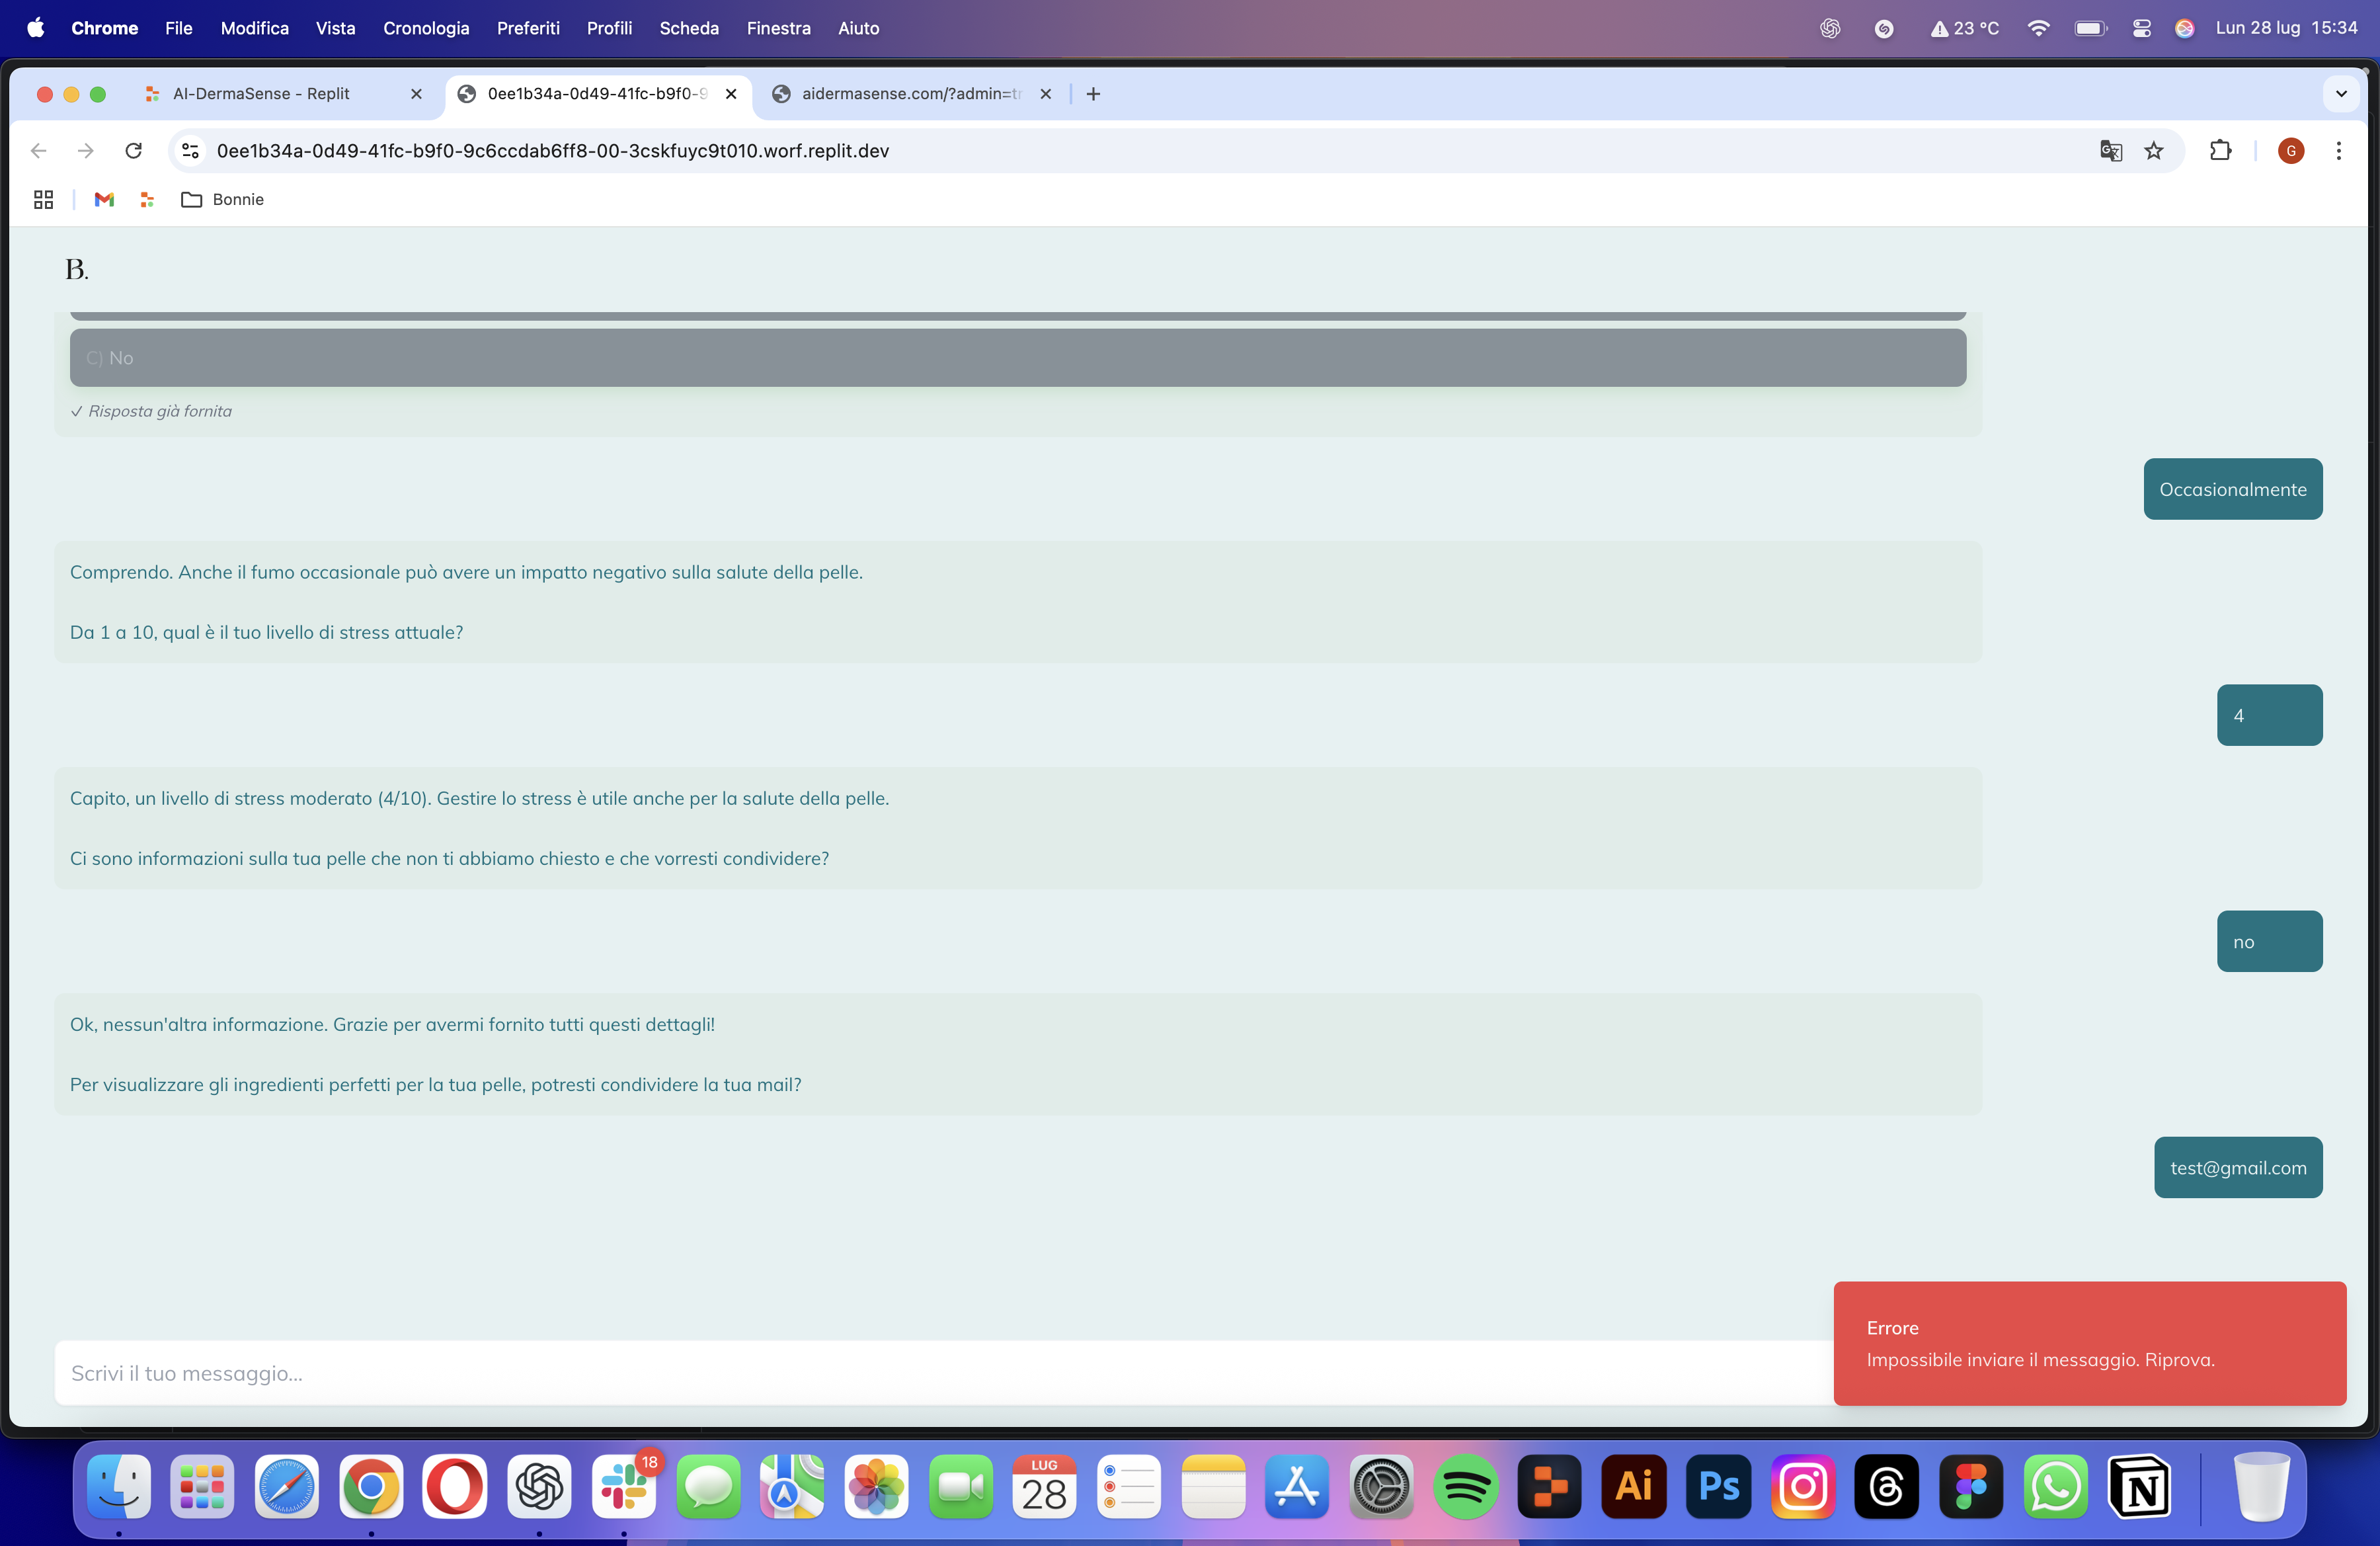 Chrome File Modifica Vista Cronologia Preferiti Profili Scheda Finestra Aiuto 23 °C Lun 28 lug 15:34
AI-DermaSense - Replit 0ee1b34a-0d49-41fc-b9f0-9 aidermasense.com/?admin=tr
0ee1b34a-0d49-41fc-b9f0-9c6ccdab6ff8-00-3cskfuyc9t010.worf.replit.dev G
Bonnie
B.
C) No
✓ Risposta già fornita
Occasionalmente
Comprendo. Anche il fumo occasionale può avere un impatto negativo sulla salute della pelle.
Da 1 a 10, qual è il tuo livello di stress attuale?
4
Capito, un livello di stress moderato (4/10). Gestire lo stress è utile anche per la salute della pelle.
Ci sono informazioni sulla tua pelle che non ti abbiamo chiesto e che vorresti condividere?
no
Ok, nessun'altra informazione. Grazie per avermi fornito tutti questi dettagli!
Per visualizzare gli ingredienti perfetti per la tua pelle, potresti condividere la tua mail?
test@gmail.com
Errore
Impossibile inviare il messaggio. Riprova.
Scrivi il tuo messaggio...
18
LUG
28
Ai
Ps
N